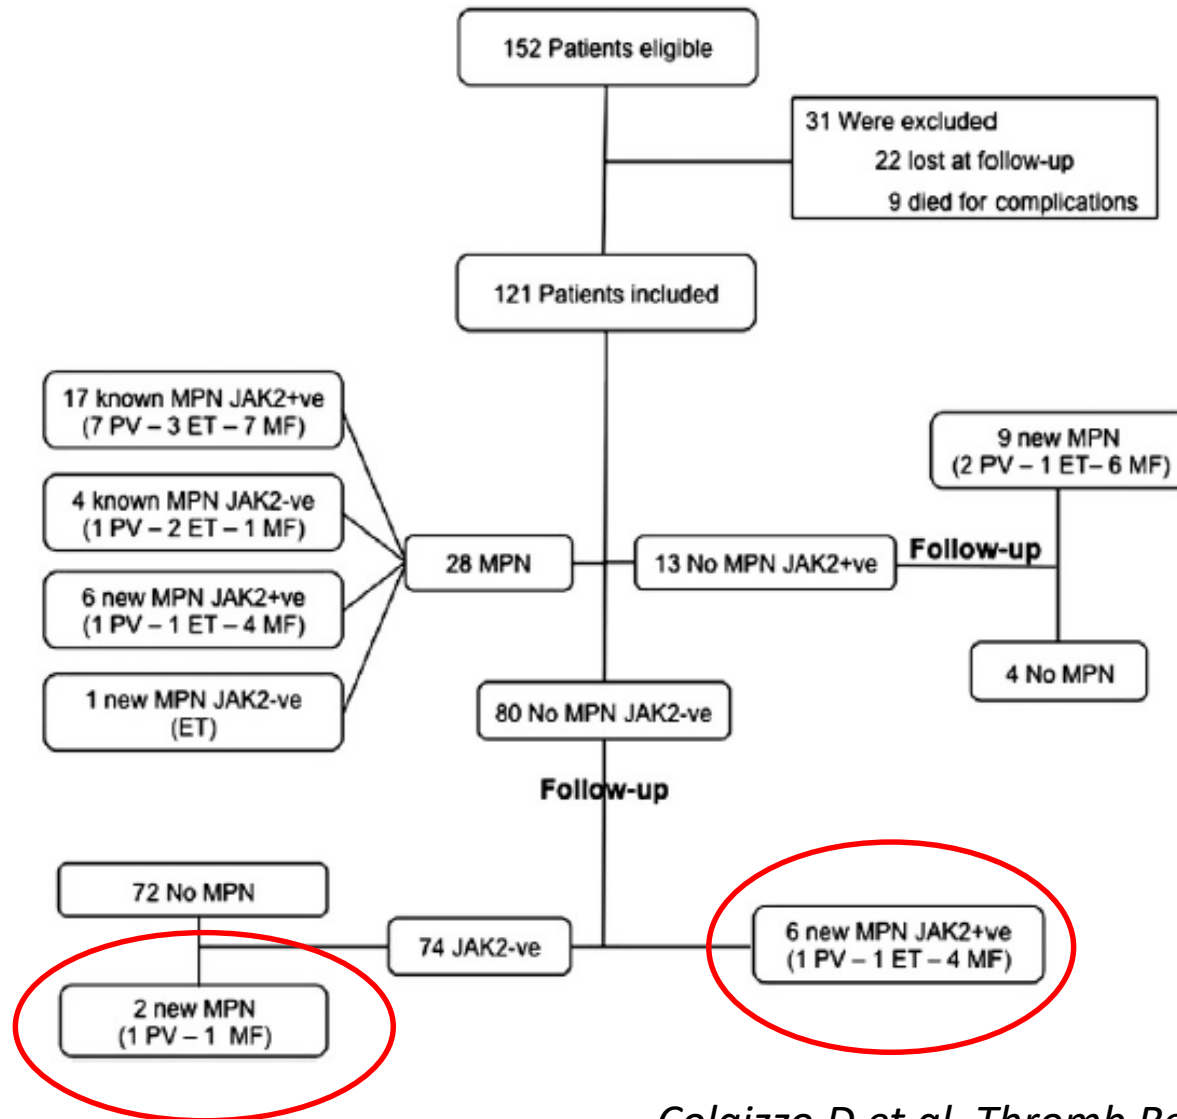 152 Patients eligible
31 Were excluded
22 lost at follow-up
9 died for complications
121 Patients included
17 known MPN JAK2+ve
(7 PV – 3 ET – 7 MF)
4 known MPN JAK2-ve
(1 PV – 2 ET – 1 MF)
6 new MPN JAK2+ve
(1 PV – 1 ET – 4 MF)
1 new MPN JAK2-ve
(ET)
28 MPN
13 No MPN JAK2+ve
Follow-up
9 new MPN
(2 PV – 1 ET– 6 MF)
4 No MPN
80 No MPN JAK2-ve
Follow-up
72 No MPN
74 JAK2-ve
6 new MPN JAK2+ve
(1 PV – 1 ET – 4 MF)
2 new MPN
(1 PV – 1 MF)
D et al. Thromb